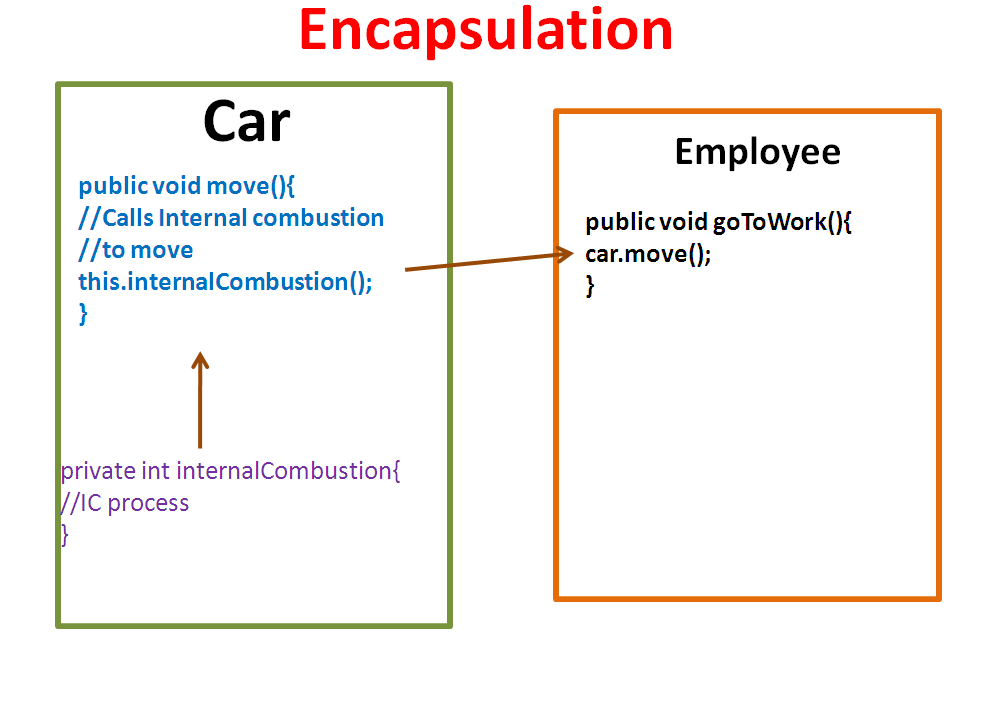 Encapsulation
Car
public void move(){
//Calls Internal combustion
//to move
this.internalCombustion();
}
private int internalCombustion{
//IC process
}
Employee
public void goToWork(){
car.move();
}